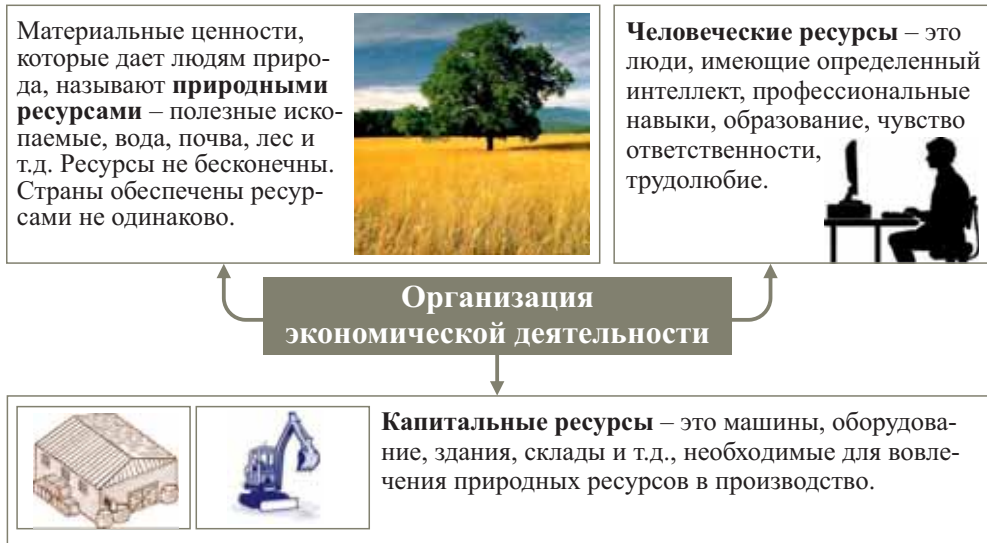 Материальные ценности,
которые дает людям приро-
да, называют природными
ресурсами – полезные иско-
паемые, вода, почва, лес и
т.д. Ресурсы не бесконечны.
Страны обеспечены ресур-
сами не одинаково.
Человеческие ресурсы – это
люди, имеющие определенный
интеллект, профессиональные
навыки, образование, чувство
ответственности,
трудолюбие.
Организация
экономической деятельности
Капитальные ресурсы – это машины, оборудова-
ние, здания, склады и т.д., необходимые для вовле-
чения природных ресурсов в производство.